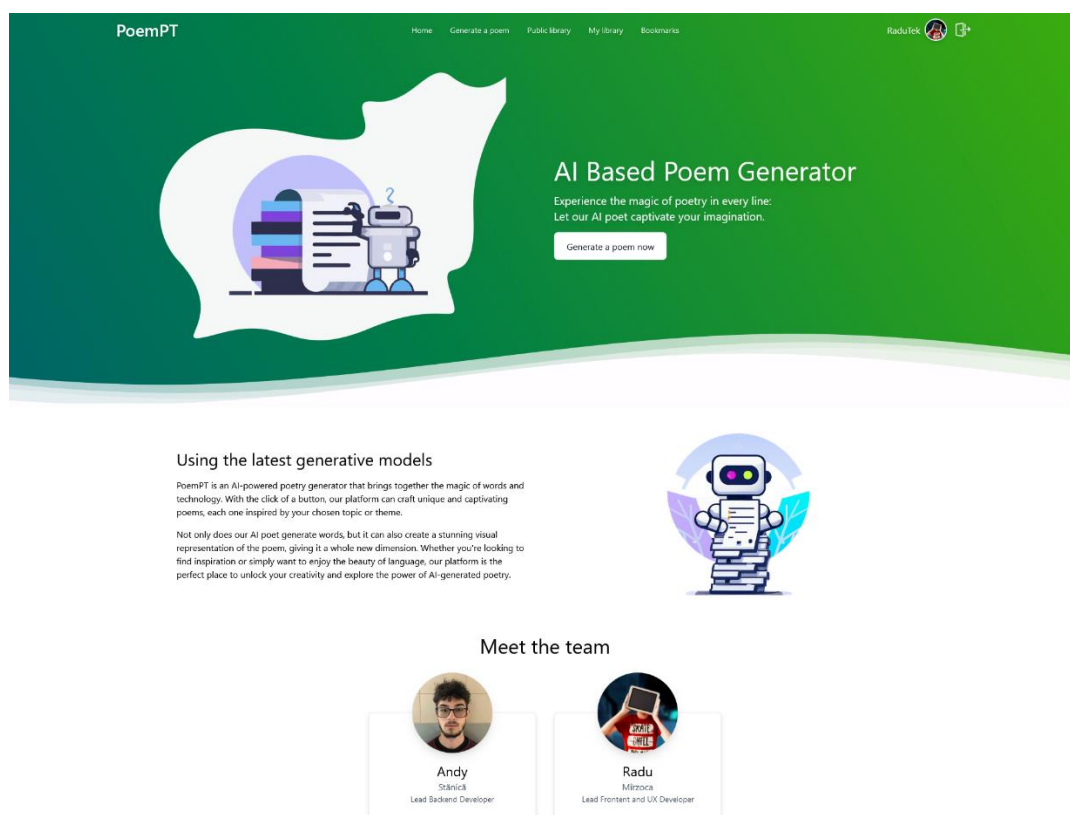 PoemPT
Home Generate a poem Public library My library Bookmarks
RaduTek
AI Based Poem Generator
Experience the magic of poetry in every line:
Let our AI poet captivate your imagination.
Generate a poem now
Using the latest generative models
PoemPT is an AI-powered poetry generator that brings together the magic of words and
technology. With the click of a button, our platform can craft unique and captivating
poems, each one inspired by your chosen topic or theme.
Not only does our AI poet generate words, but it can also create a stunning visual
representation of the poem, giving it a whole new dimension. Whether you're looking to
find inspiration or simply want to enjoy the beauty of language, our platform is the
perfect place to unlock your creativity and explore the power of AI-generated poetry.
Meet the team
SKATE
Andy
Stănică
Lead Backend Developer
Radu
Mîrzoca
Lead Frontent and UX Developer